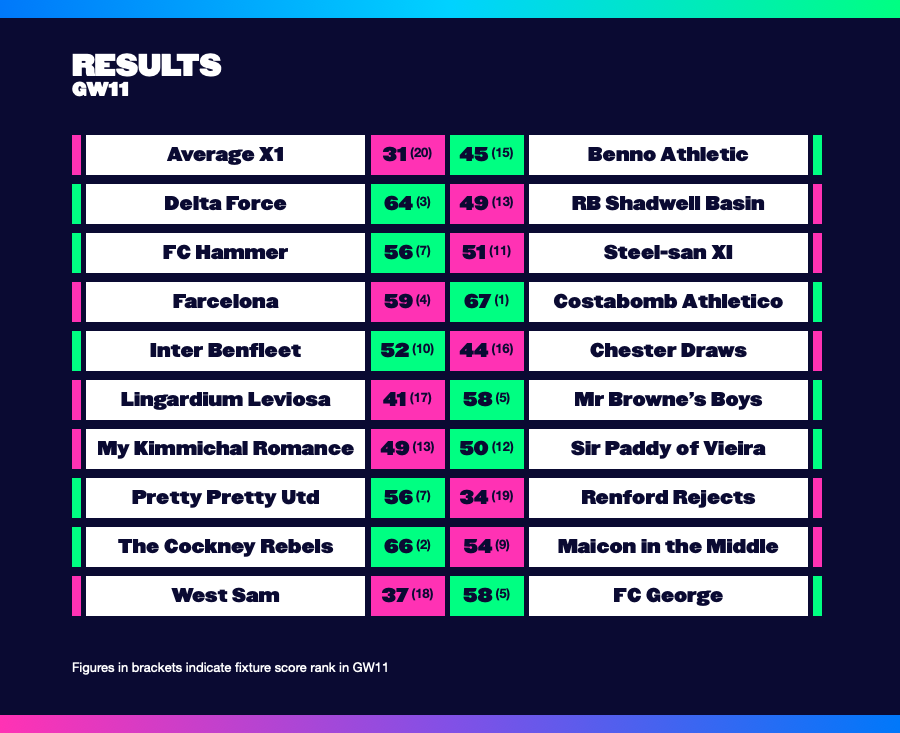 RESULTS
GW11
Average X1 31 (20) 45 (15) Benno Athletic
Delta Force 64 (3) 49 (13) RB Shadwell Basin
FC Hammer 56 (7) 51 (11) Steel-san XI
Farcelona 59 (4) 67 (1) Costabomb Athletico
Inter Benfleet 52 (10) 44 (16) Chester Draws
Lingardium Leviosa 41 (17) 58 (5) Mr Browne’s Boys
My Kimmichal Romance 49 (13) 50 (12) Sir Paddy of Vieira
Pretty Pretty Utd 56 (7) 34 (19) Renford Rejects
The Cockney Rebels 66 (2) 54 (9) Maicon in the Middle
West Sam 37 (18) 58 (5) FC George
Figures in brackets indicate fixture score rank in GW11